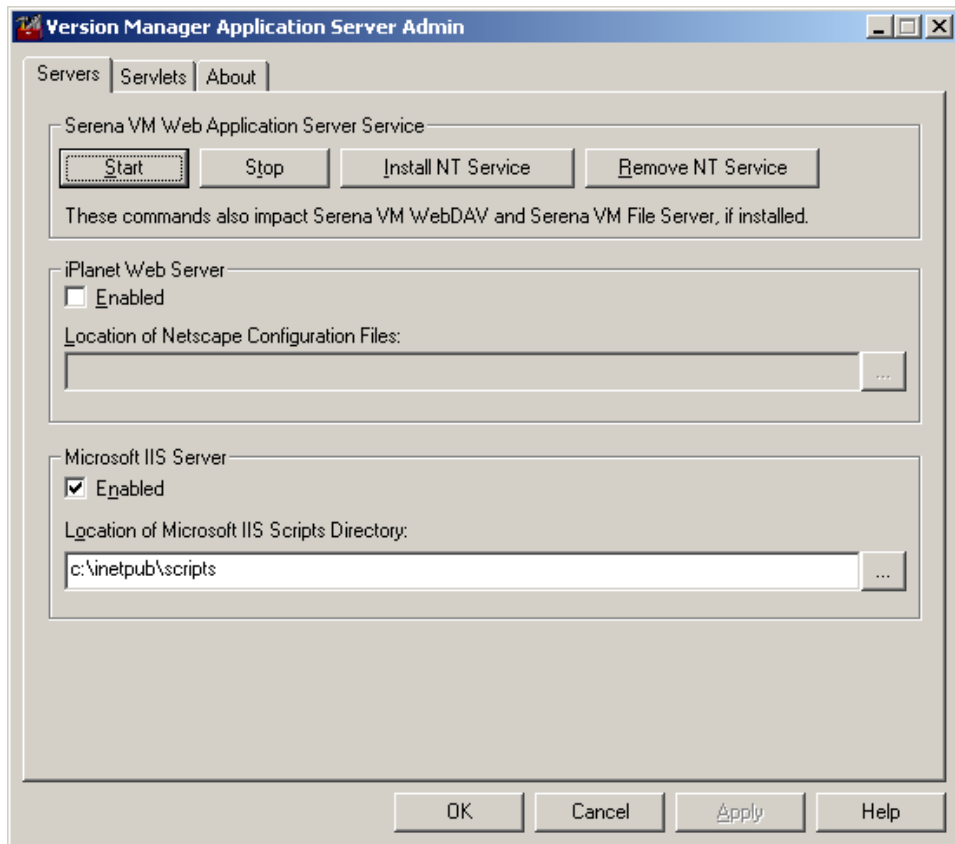 Version Manager Application Server Admin
Servers Servlets About
Serena VM Web Application Server Service
Start Stop Install NT Service Remove NT Service
These commands also impact Serena VM WebDAV and Serena VM File Server, if installed.
iPlanet Web Server
Enabled
Location of Netscape Configuration Files:
...
Microsoft IIS Server
Enabled
Location of Microsoft IIS Scripts Directory:
c:\inetpub\scripts ...
OK Cancel Apply Help